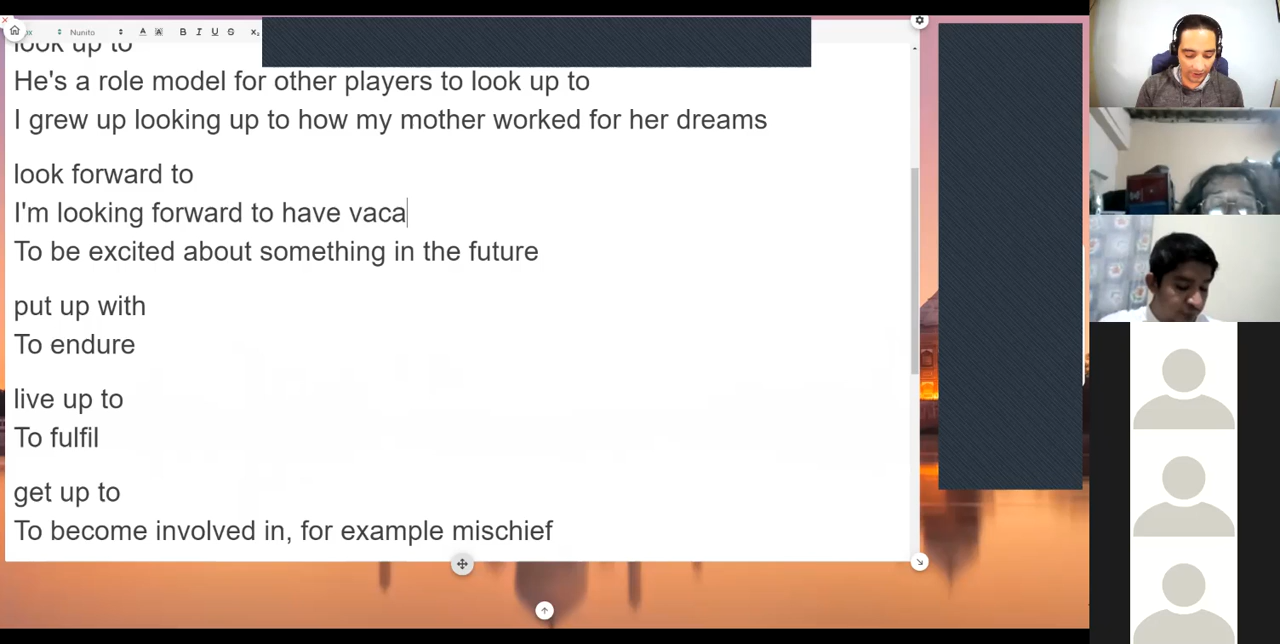 Nunito
B I U S X₂
look up to
He's a role model for other players to look up to
I grew up looking up to how my mother worked for her dreams
look forward to
I'm looking forward to have vaca
To be excited about something in the future
put up with
To endure
live up to
To fulfil
get up to
To become involved in, for example mischief